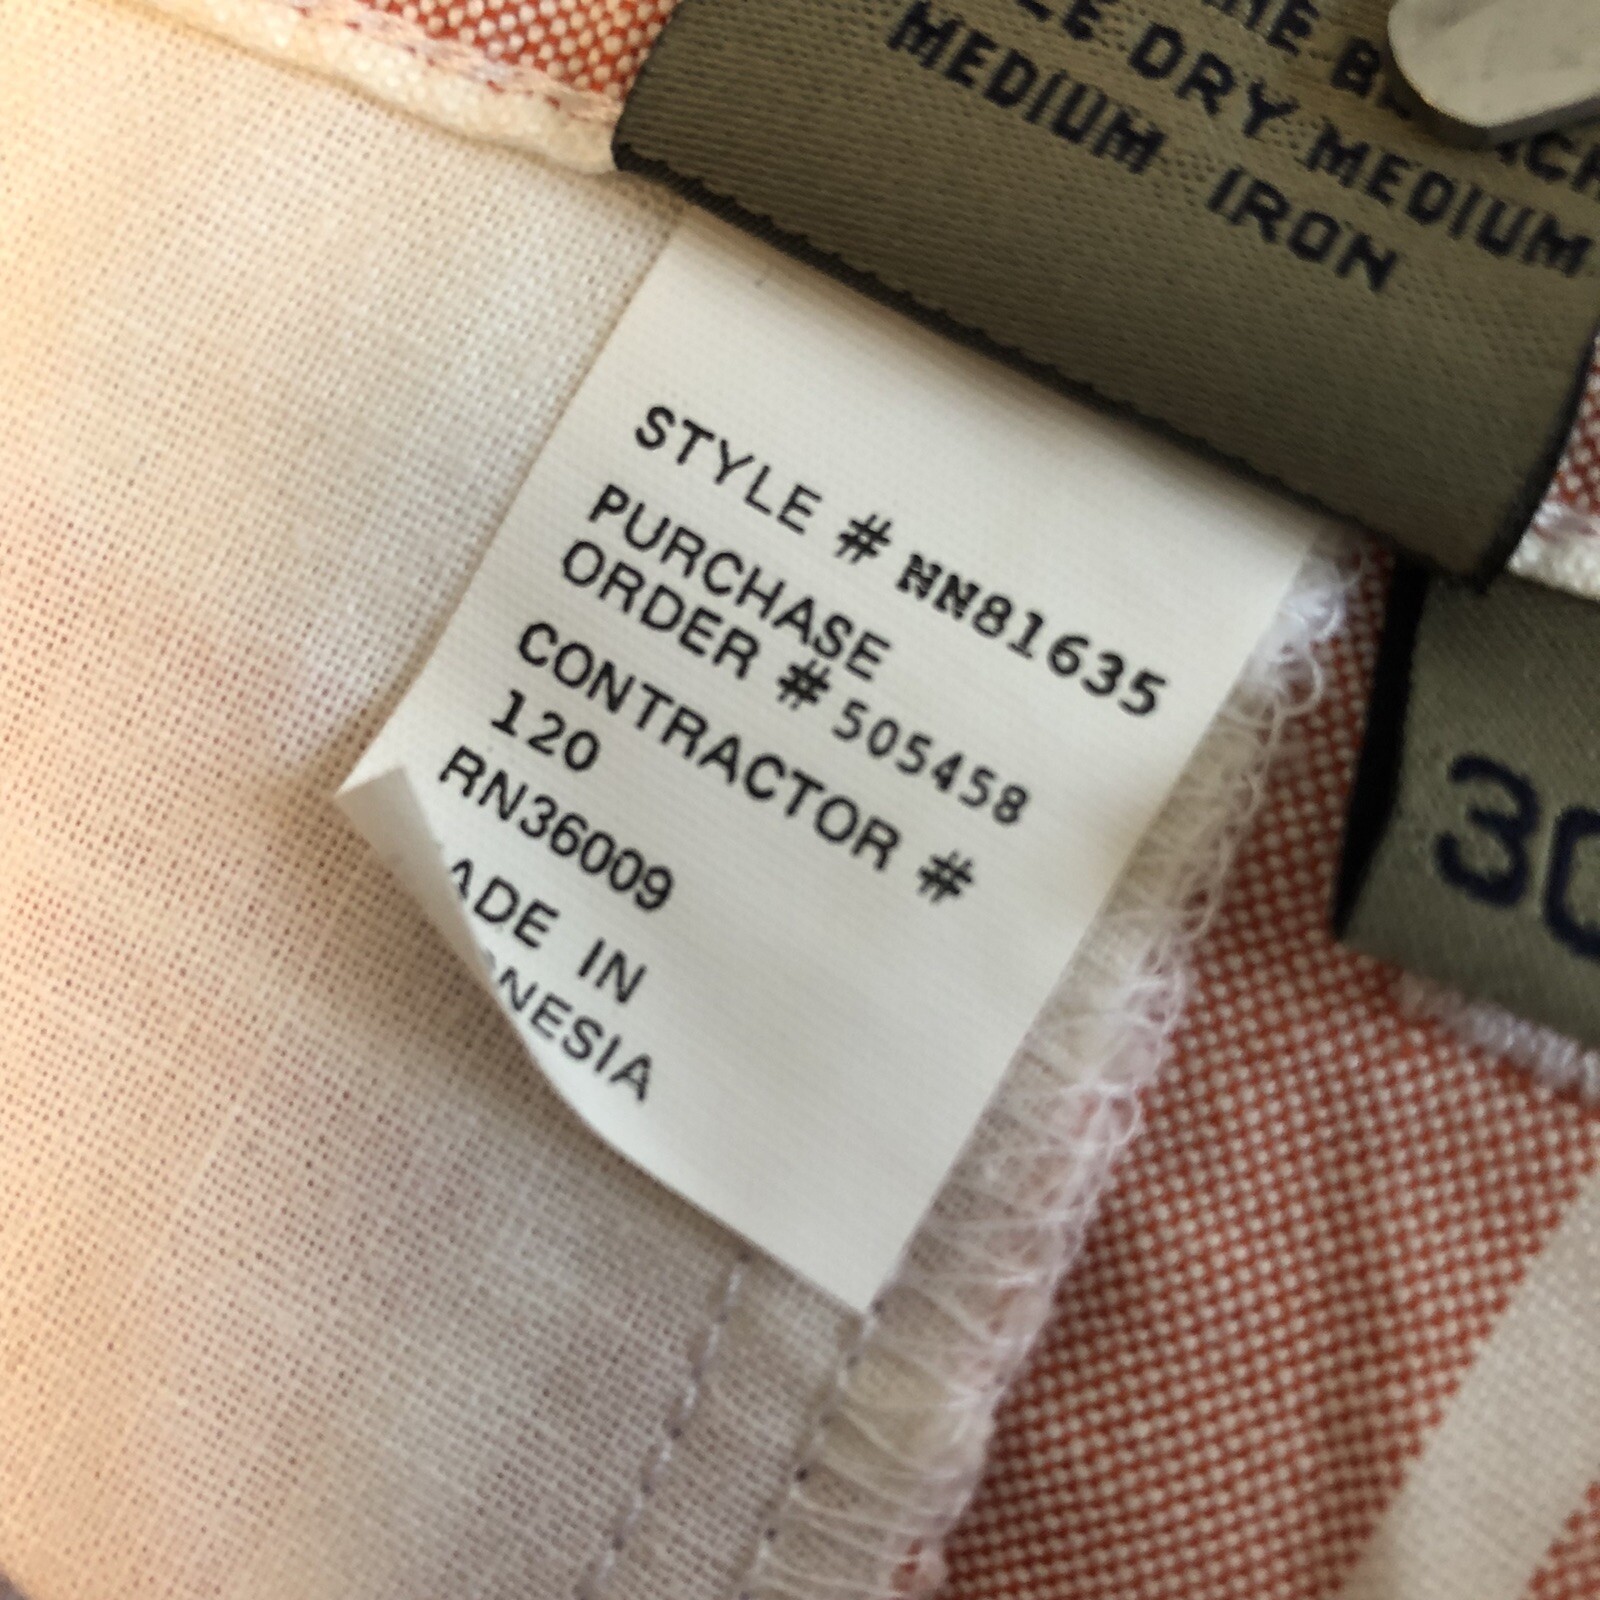 DRY MEDIUM
MEDIUM IRON
STYLE # NN81635
PURCHASE
ORDER # 505458
CONTRACTOR #
120
RN36009
ADE IN
NESIA
30